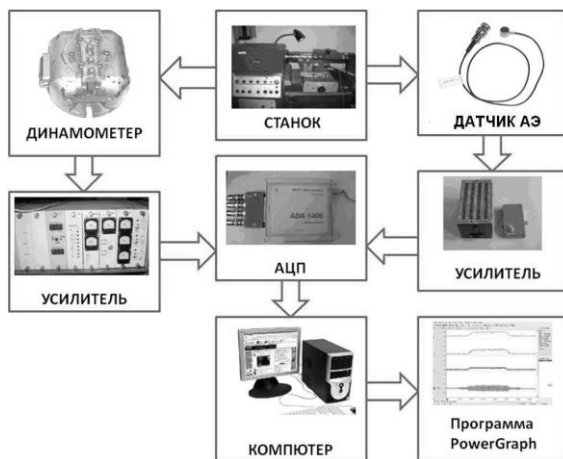 ДИНАМОМЕТЕР
СТАНОК
ДАТЧИК АЭ
УСИЛИТЕЛЬ
ADA-1406
АЦП
УСИЛИТЕЛЬ
КОМПЮТЕР
Программа
PowerGraph